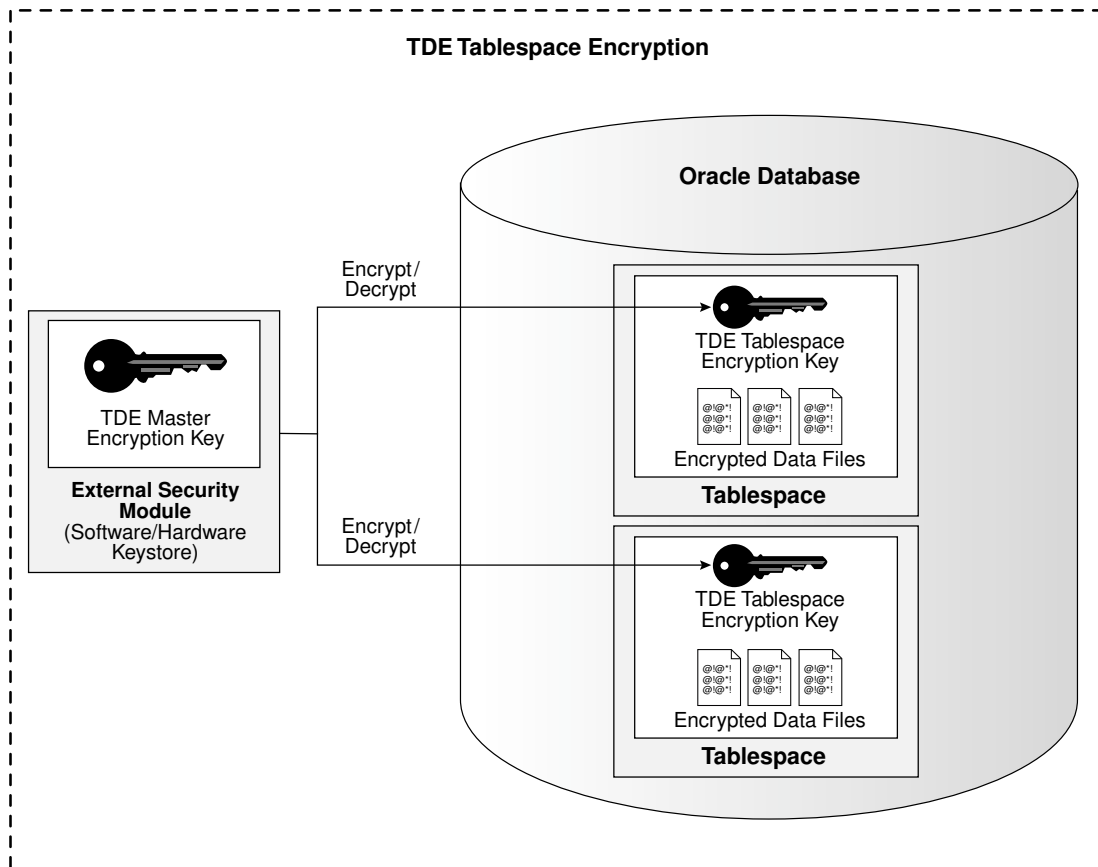 TDE Tablespace Encryption
Oracle Database
Encrypt/
Decrypt
TDE Master
Encryption Key
External Security
Module
(Software/Hardware
Keystore)
TDE Tablespace
Encryption Key
@!@*! @!@*! @!@*!
#!@*! #!@*! #!@*!
@!@*! @!@*! @!@*!
Encrypted Data Files
Tablespace
Encrypt/
Decrypt
TDE Tablespace
Encryption Key
@!@*! @!@*! @!@*!
#!@*! #!@*! #!@*!
@!@*! @!@*! @!@*!
Encrypted Data Files
Tablespace